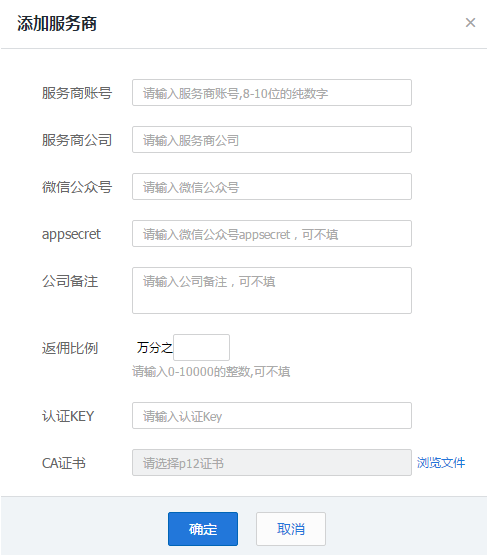 添加服务商 ×
服务商账号 请输入服务商账号,8-10位的纯数字
服务商公司 请输入服务商公司
微信公众号 请输入微信公众号
appsecret 请输入微信公众号appsecret，可不填
公司备注 请输入公司备注，可不填
返佣比例 万分之
请输入0-10000的整数,可不填
认证KEY 请输入认证Key
CA证书 请选择p12证书 浏览文件
确定 取消